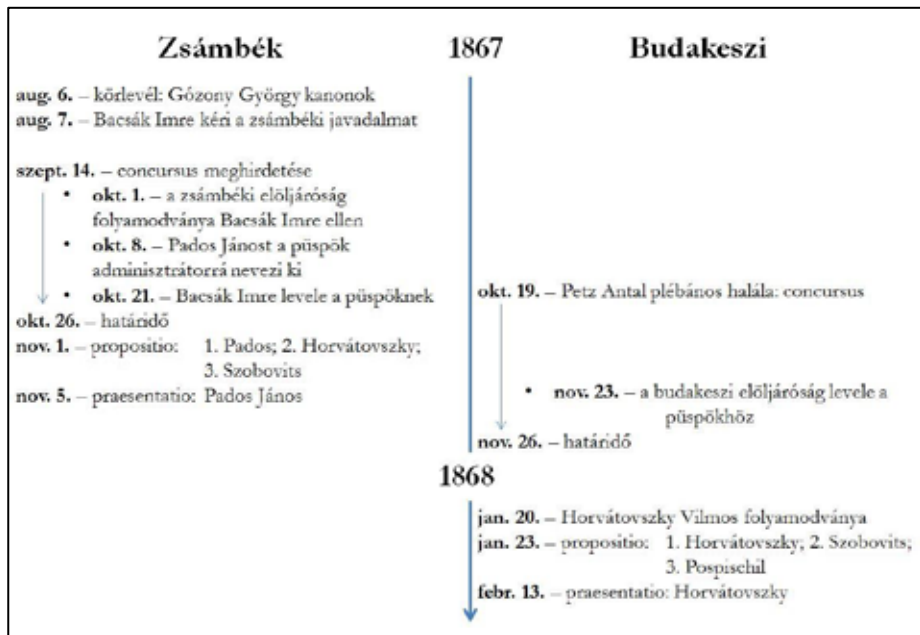 Zsámbék
1867
Budakeszi
aug. 6. – körlevél: Gózony György kanonok
aug. 7. – Bacsák Imre kéri a zsámbéki javadalmat
szept. 14. – concursus meghirdetése
• okt. 1. – a zsámbéki elöljáróság
folyamodványa Bacsák Imre ellen
• okt. 8. – Pados Jánost a püspök
adminisztrátorrá nevezi ki
• okt. 21. – Bacsák Imre levele a püspöknek
okt. 26. – határidő
nov. 1. – propositio: 1. Pados; 2. Horvátovszky;
3. Szobovits
nov. 5. – praesentatio: Pados János
okt. 19. – Petz Antal plébános halála: concursus
• nov. 23. – a budakeszi elöljáróság levele a
püspökhöz
nov. 26. – határidő
1868
jan. 20. – Horvátovszky Vilmos folyamodványa
jan. 23. – propositio: 1. Horvátovszky; 2. Szobovits;
3. Pospischil
febr. 13. – praesentatio: Horvátovszky